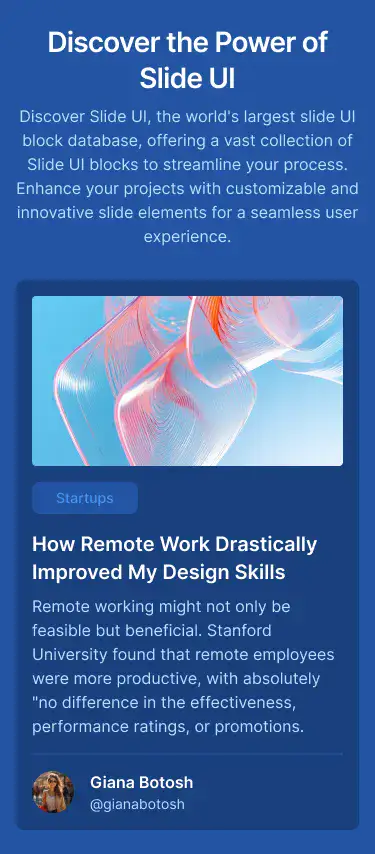 Discover the Power of
Slide UI
Discover Slide UI, the world's largest slide UI
block database, offering a vast collection of
Slide UI blocks to streamline your process.
Enhance your projects with customizable and
innovative slide elements for a seamless user
experience.
Startups
How Remote Work Drastically
Improved My Design Skills
Remote working might not only be
feasible but beneficial. Stanford
University found that remote employees
were more productive, with absolutely
"no difference in the effectiveness,
performance ratings, or promotions.
Giana Botosh
@gianabotosh